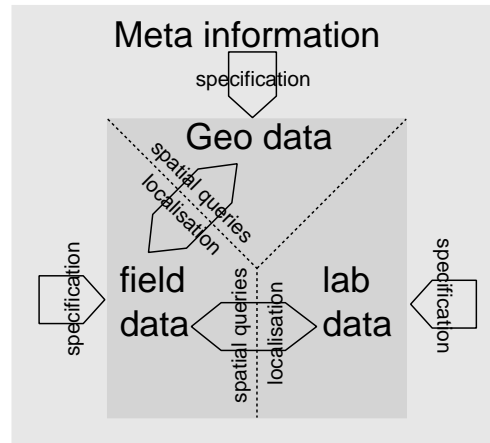 Meta information
specification
Geo data
spatial queries
localisation
specification
field
data
spatial queries
localisation
lab
data
specification